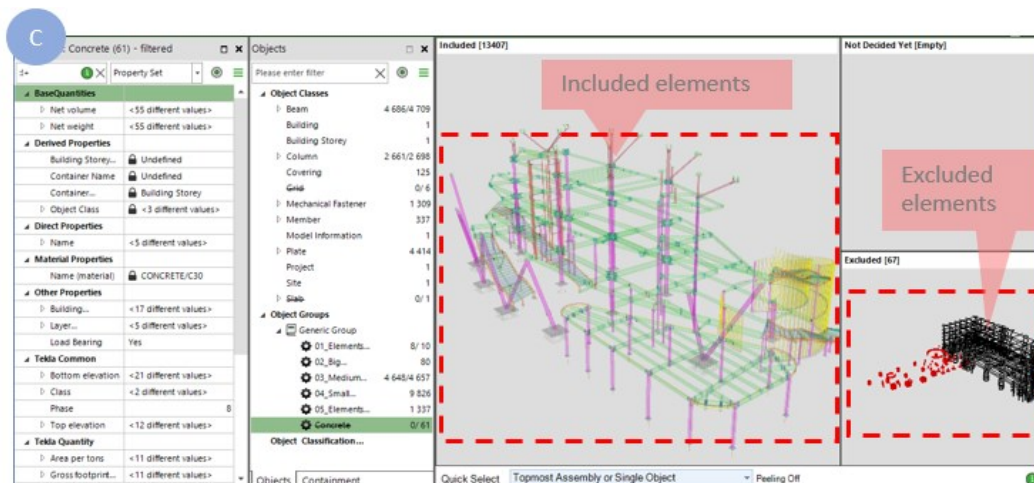 C
: Concrete (61) - filtered
Objects
Included [13407]
Not Decided Yet [Empty]
Property Set
Please enter filter
Included elements
BaseQuantities
Net volume <55 different values>
Net weight <55 different values>
Derived Properties
Building Storey... Undefined
Container Name Undefined
Container... Building Storey
Object Class <3 different values>
Direct Properties
Name <5 different values>
Material Properties
Name (material) CONCRETE/C30
Other Properties
Building... <17 different values>
Layer... <5 different values>
Load Bearing Yes
Tekla Common
Bottom elevation <21 different values>
Class <2 different values>
Phase 8
Top elevation <12 different values>
Tekla Quantity
Area per tons <11 different values>
Gross footprint... <11 different values>
Object Classes
Beam 4 686/4 709
Building 1
Building Storey 1
Column 2 661/2 698
Covering 125
Grid 0/ 6
Mechanical Fastener 1 309
Member 337
Model Information 1
Plate 4 414
Project 1
Site 1
Slab 0/ 1
Object Groups
Generic Group
01_Elements... 8/ 10
02_Big... 80
03_Medium... 4 648/4 657
04_Small... 9 826
05_Elements... 1 337
Concrete 0/ 61
Object Classification...
Objects Containment
Excluded
elements
Excluded [67]
Quick Select Topmost Assembly or Single Object Peeling Off